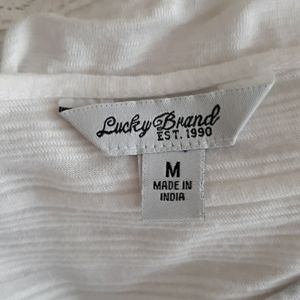 Lucky Brand
EST. 1990
M
MADE IN
INDIA